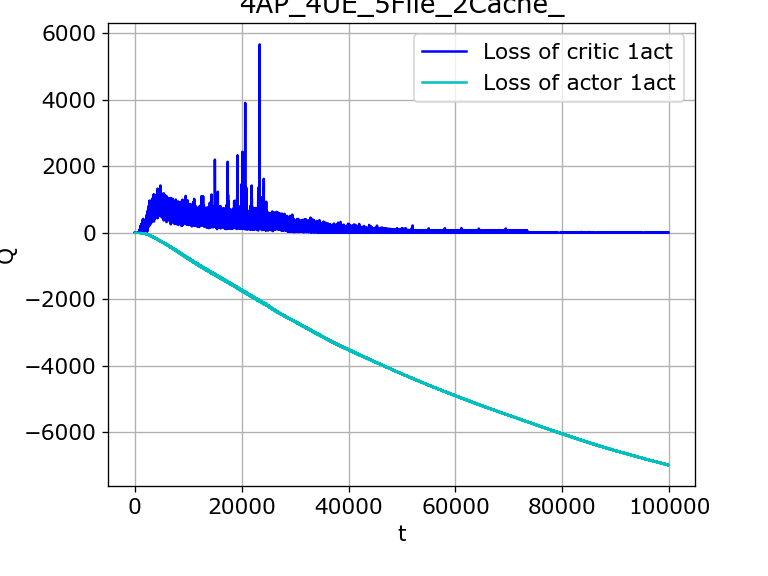 4AP_4UE_5File_2Cache_
6000
4000
2000
0
−2000
−4000
−6000
Q
Loss of critic 1act
Loss of actor 1act
0 20000 40000 60000 80000 100000
t